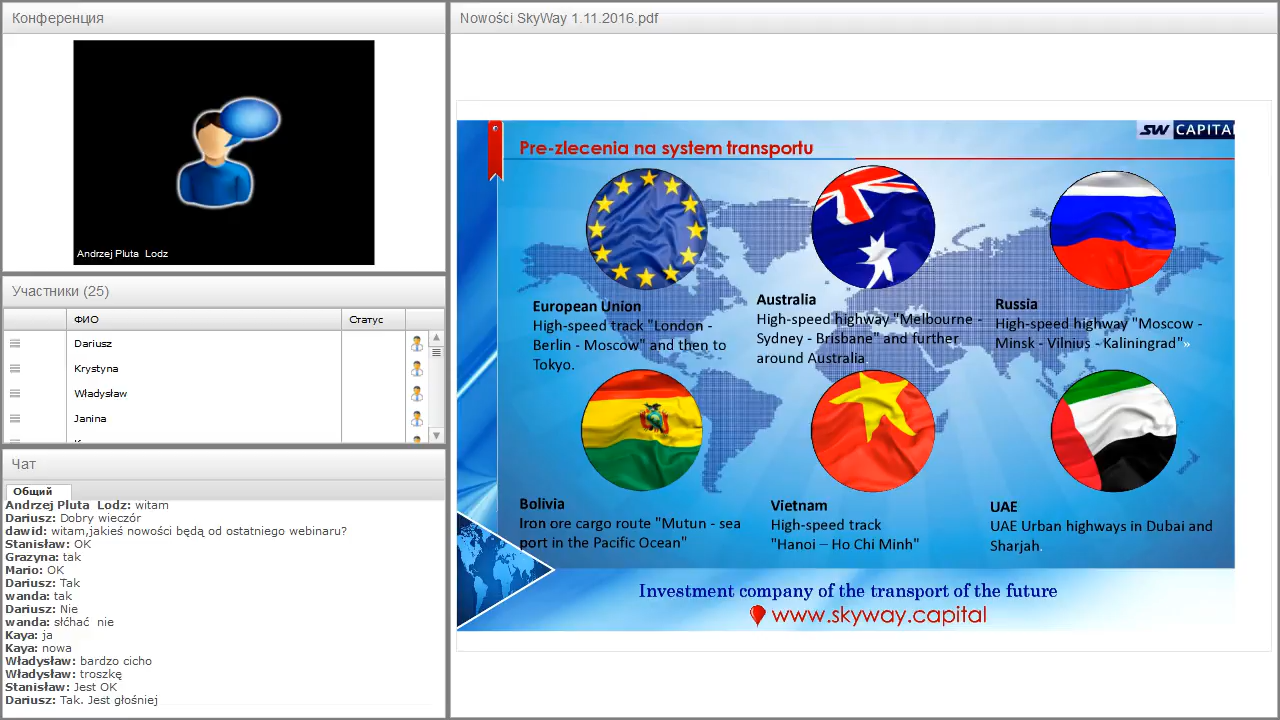 Конференция
Andrzej Pluta Lodz
Участники (25)
ФИО
Статус
Dariusz
Krystyna
Władysław
Janina
Чат
Общий
Andrzej Pluta Lodz: witam
Dariusz: Dobry wieczór
dawid: witam,jakieś nowości będą od ostatniego webinaru?
Stanisław: OK
Grazyna: tak
Mario: OK
Dariusz: Tak
wanda: tak
Dariusz: Nie
wanda: słćhać nie
Kaya: ja
Kaya: nowa
Władysław: bardzo cicho
Władysław: troszkę
Stanisław: Jest OK
Dariusz: Tak. Jest głośniej
Nowości SkyWay 1.11.2016.pdf
SW CAPITAL
Pre-zlecenia na system transportu
European Union
High-speed track "London -
Berlin - Moscow" and then to
Tokyo.
Australia
High-speed highway "Melbourne -
Sydney - Brisbane" and further
around Australia
Russia
High-speed highway "Moscow -
Minsk - Vilnius - Kaliningrad"»
Bolivia
Iron ore cargo route "Mutun - sea
port in the Pacific Ocean"
Vietnam
High-speed track
"Hanoi – Ho Chi Minh"
UAE
UAE Urban highways in Dubai and
Sharjah.
Investment company of the transport of the future
www.skyway.capital